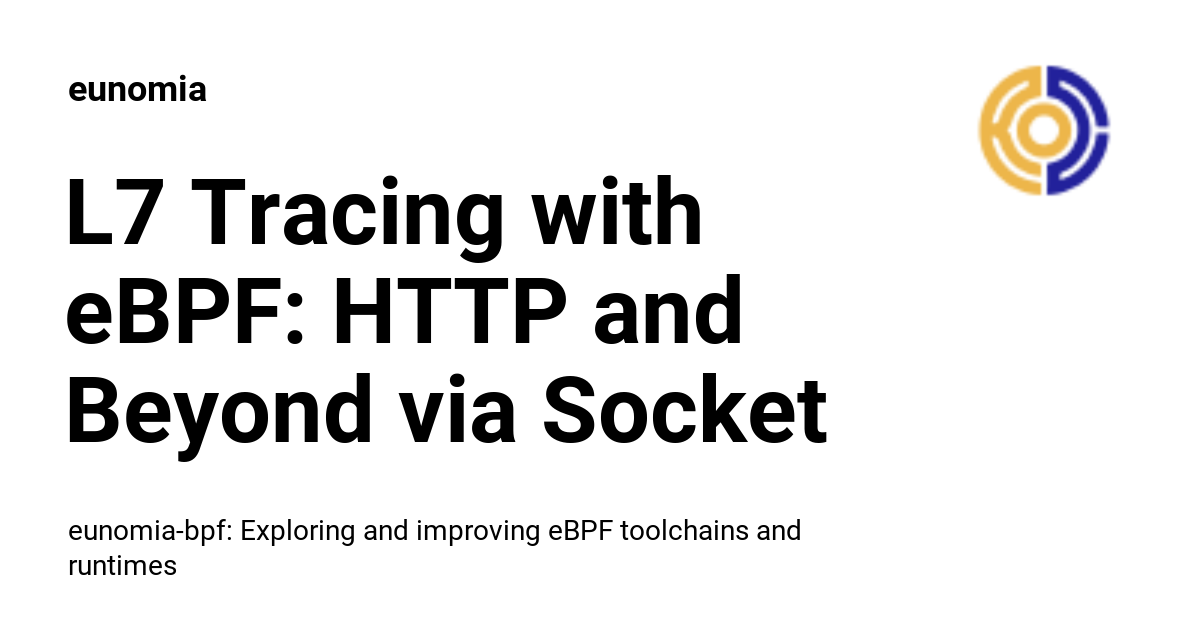 eunomia
L7 Tracing with
eBPF: HTTP and
Beyond via Socket
eunomia-bpf: Exploring and improving eBPF toolchains and
runtimes